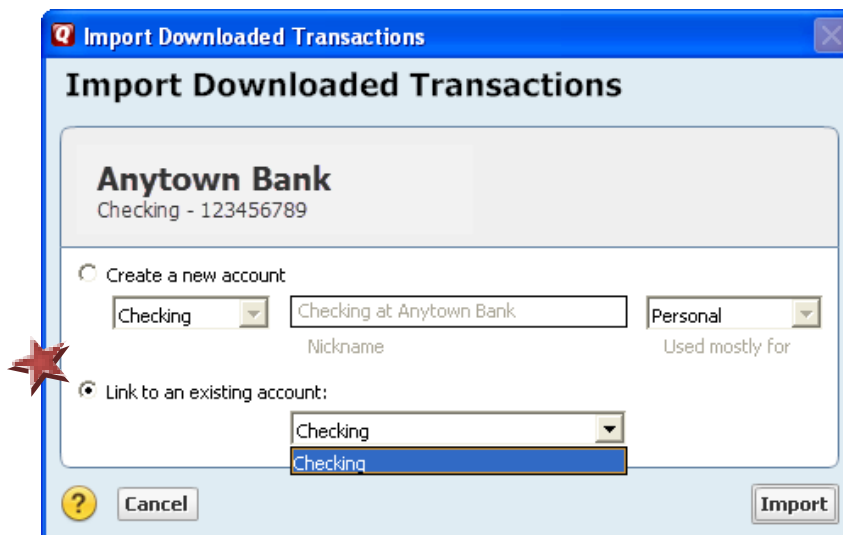 Import Downloaded Transactions
Import Downloaded Transactions
Anytown Bank
Checking - 123456789
Create a new account
Checking Checking at Anytown Bank Personal
Nickname Used mostly for
Link to an existing account:
Checking
Checking
? Cancel Import